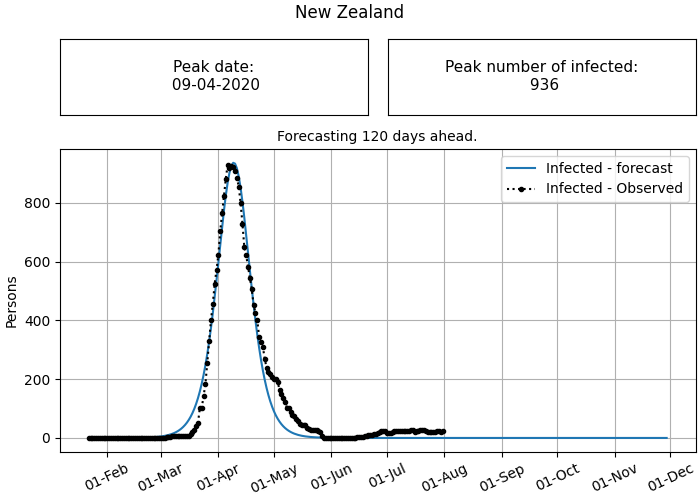 New Zealand
Peak date:
09-04-2020
Peak number of infected:
936
Forecasting 120 days ahead.
Infected - forecast
Infected - Observed
Persons
800
600
400
200
0
01-Feb
01-Mar
01-Apr
01-May
01-Jun
01-Jul
01-Aug
01-Sep
01-Oct
01-Nov
01-Dec